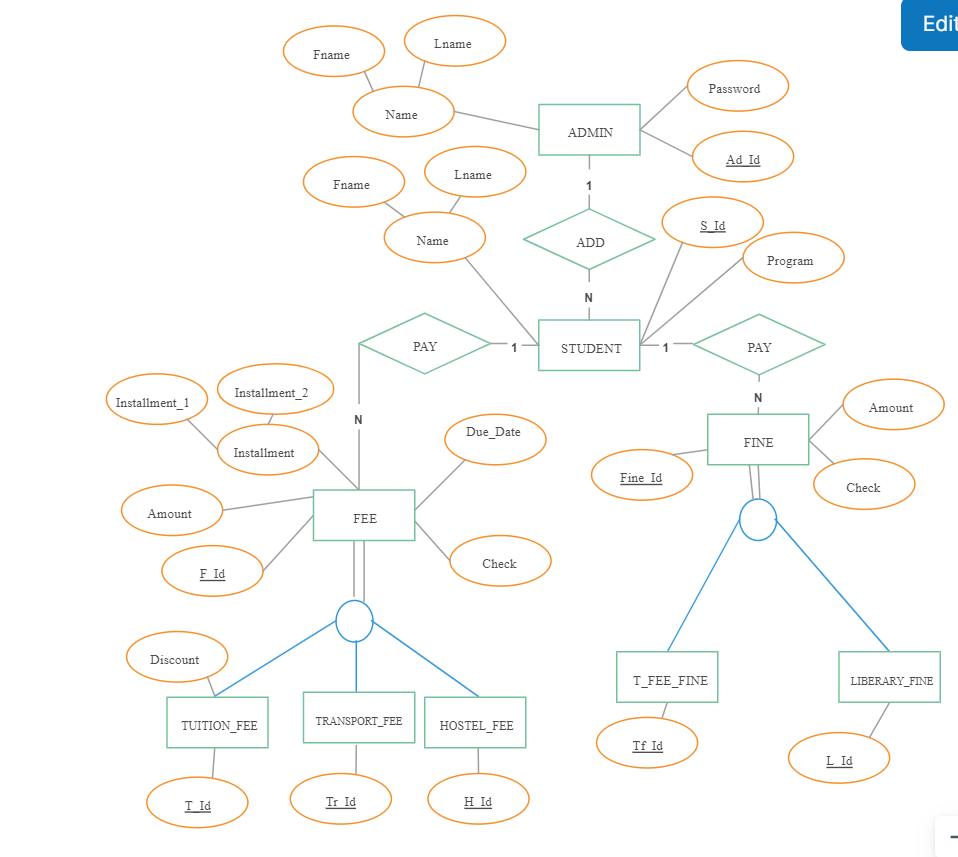 Edit
Fname
Lname
Name
ADMIN
Password
Ad_Id
1
Fname
Lname
Name
ADD
S_Id
Program
N
PAY
1
STUDENT
1
PAY
N
N
Installment_1
Installment_2
Installment
Due_Date
Amount
FINE
Fine_Id
Check
Amount
FEE
F_Id
Check
Discount
TUITION_FEE
TRANSPORT_FEE
HOSTEL_FEE
T_FEE_FINE
LIBERARY_FINE
T_Id
Tr_Id
H_Id
Tf_Id
L_Id